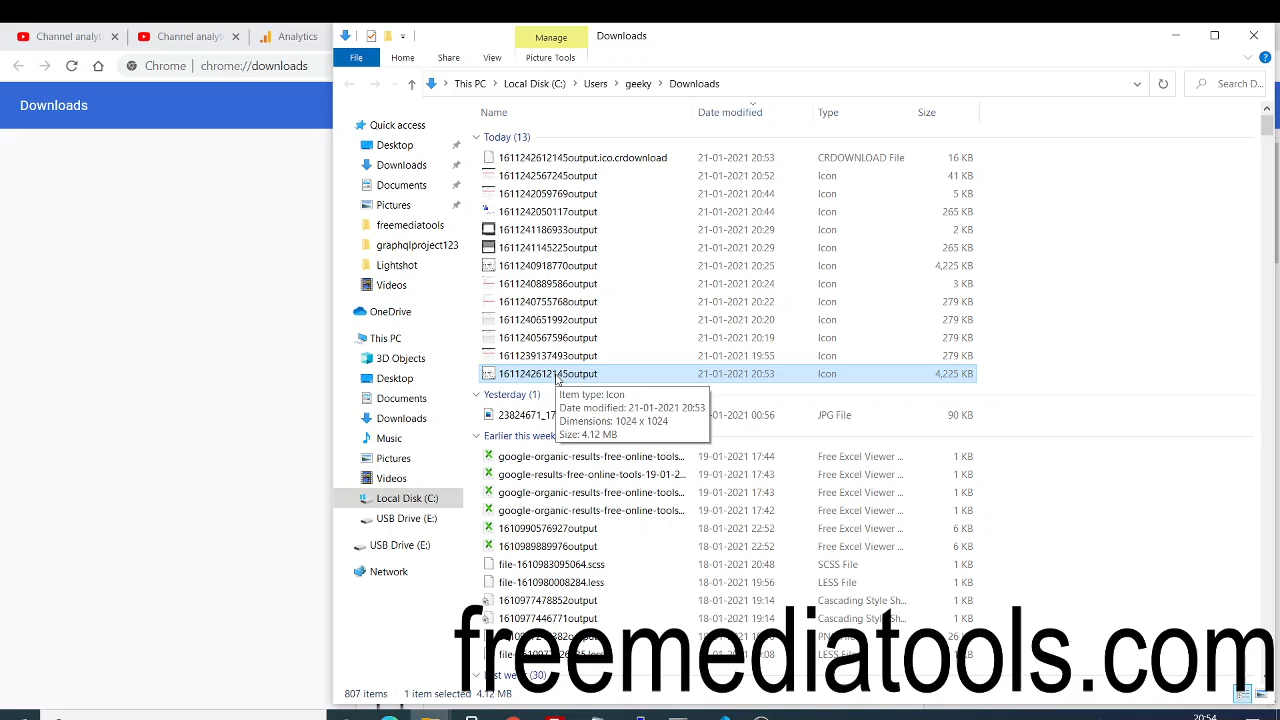 Channel analyt
Channel analyt
Analytics
Chrome
chrome://downloads
Downloads
Manage
Downloads
File
Home
Share
View
Picture Tools
This PC
Local Disk (C:)
Users
geeky
Downloads
Search D...
Name
Date modified
Type
Size
Quick access
Desktop
Downloads
Documents
Pictures
freemediatools
graphqlproject123
Lightshot
Videos
OneDrive
This PC
3D Objects
Desktop
Documents
Downloads
Music
Pictures
Videos
Local Disk (C:)
USB Drive (E:)
USB Drive (E:)
Network
Today (13)
1611242612145output.ico.crdownload 21-01-2021 20:53 CRDOWNLOAD File 16 KB
1611242567245output 21-01-2021 20:52 Icon 41 KB
1611242059769output 21-01-2021 20:44 Icon 5 KB
1611242050117output 21-01-2021 20:44 Icon 265 KB
1611241186933output 21-01-2021 20:29 Icon 2 KB
1611241145225output 21-01-2021 20:29 Icon 265 KB
1611240918770output 21-01-2021 20:25 Icon 4,225 KB
1611240889586output 21-01-2021 20:24 Icon 3 KB
1611240755768output 21-01-2021 20:22 Icon 279 KB
1611240651992output 21-01-2021 20:20 Icon 279 KB
1611240567596output 21-01-2021 20:19 Icon 279 KB
1611239137493output 21-01-2021 19:55 Icon 279 KB
1611242612145output 21-01-2021 20:53 Icon 4,225 KB
Item type: Icon
Date modified: 21-01-2021 20:53
Dimensions: 1024 x 1024
Size: 4.12 MB
Yesterday (1)
23824671_17 -01-2021 00:56 JPG File 90 KB
Earlier this week
google-organic-results-free-online-tools... 19-01-2021 17:44 Free Excel Viewer ... 1 KB
google-results-free-online-tools-19-01-2... 19-01-2021 17:43 Free Excel Viewer ... 1 KB
google-organic-results-free-online-tools... 19-01-2021 17:43 Free Excel Viewer ... 1 KB
google-organic-results-free-online-tools... 19-01-2021 17:42 Free Excel Viewer ... 1 KB
1610990576927output 18-01-2021 22:52 Free Excel Viewer ... 6 KB
1610989889976output 18-01-2021 22:52 Free Excel Viewer ... 6 KB
file-1610983095064.scss 18-01-2021 20:48 SCSS File 1 KB
file-1610980008284.less 18-01-2021 19:56 LESS File 1 KB
1610977478852output 18-01-2021 19:14 Cascading Style Sh... 1 KB
1610977446771output 18-01-2021 19:14 Cascading Style Sh... 1 KB
freemediatools.com
807 items
1 item selected 4.12 MB
20:54